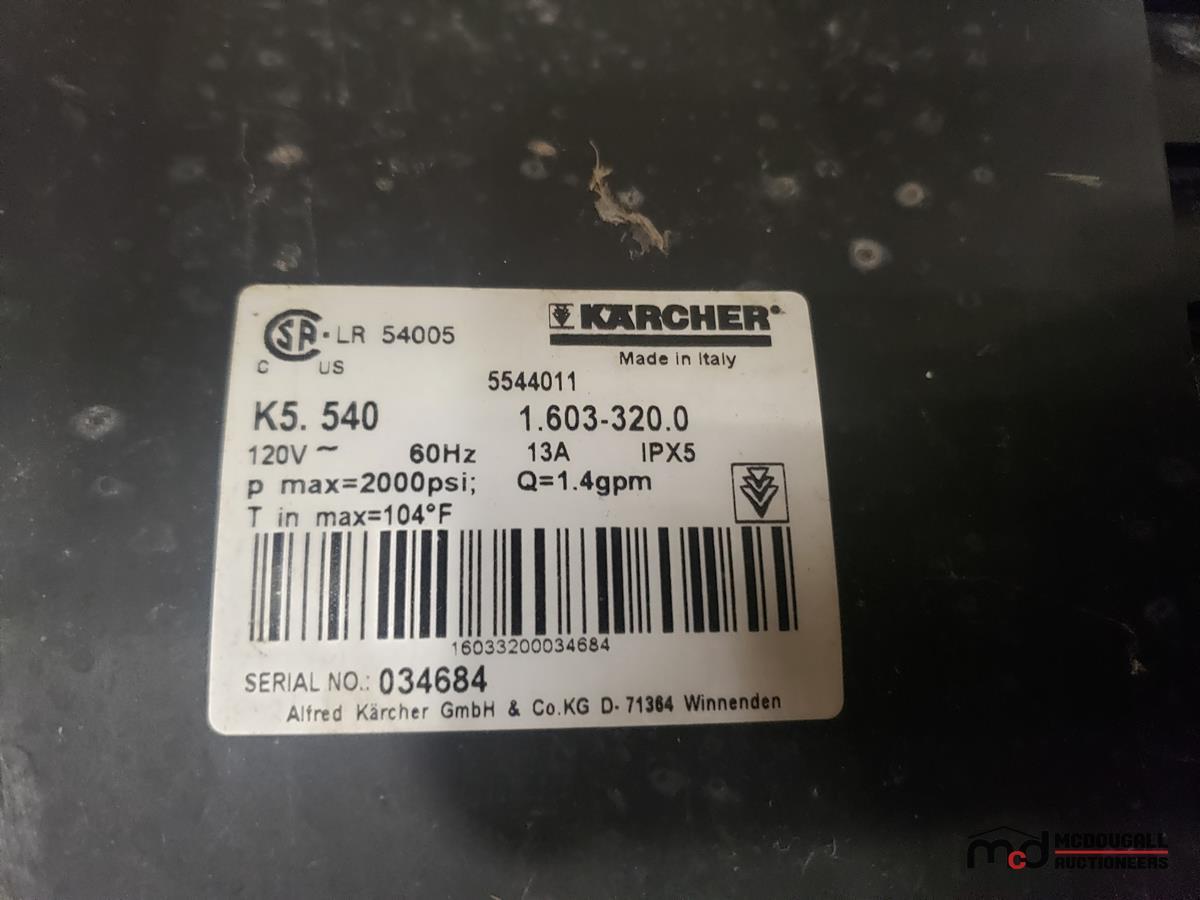 CSA LR 54005
C US
KÄRCHER
Made in Italy
5544011
K5. 540 1.603-320.0
120V ~ 60Hz 13A IPX5
p max=2000psi; Q=1.4gpm
T in max=104°F
16033200034684
SERIAL NO.: 034684
Alfred Kärcher GmbH & Co.KG D- 71364 Winnenden
mcd MCDOUGALL
AUCTIONEERS